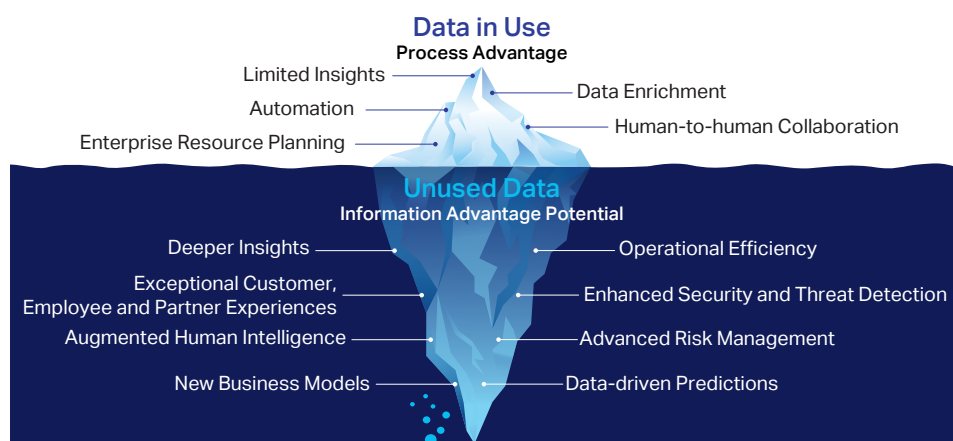 Data in Use
Process Advantage
Limited Insights
Data Enrichment
Automation
Human-to-human Collaboration
Enterprise Resource Planning
Unused Data
Information Advantage Potential
Deeper Insights
Operational Efficiency
Exceptional Customer,
Employee and Partner Experiences
Enhanced Security and Threat Detection
Augmented Human Intelligence
Advanced Risk Management
New Business Models
Data-driven Predictions